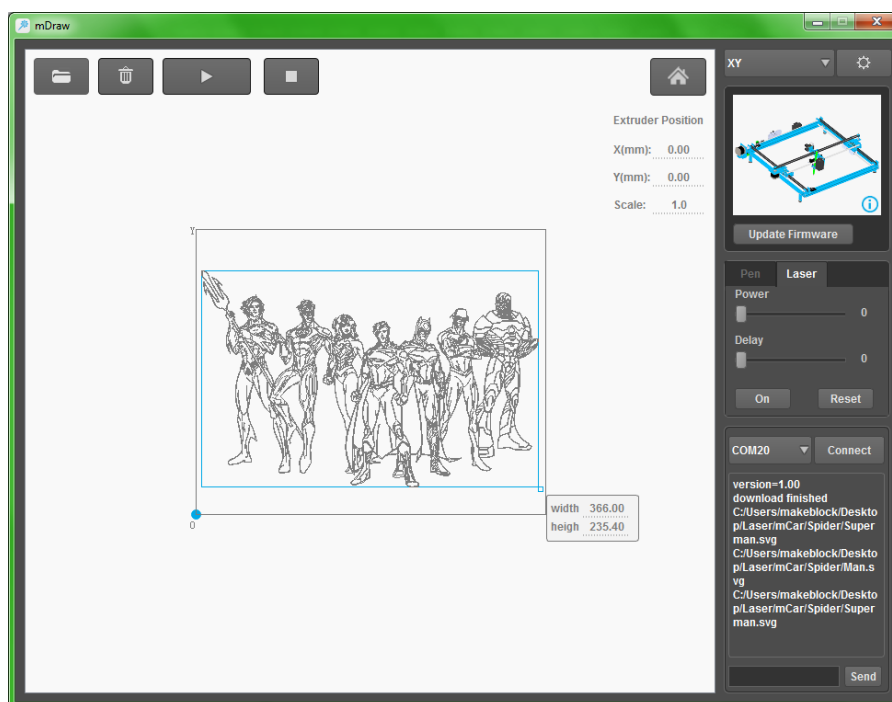 mDraw
XY
Extruder Position
X(mm): 0.00
Y(mm): 0.00
Scale: 1.0
Update Firmware
Pen Laser
Power
0
Delay
0
On Reset
Y
O
width 366.00
heigh 235.40
COM20 Connect
version=1.00
download finished
C:/Users/makeblock/Deskto
p/Laser/mCar/Spider/Super
man.svg
C:/Users/makeblock/Deskto
p/Laser/mCar/Spider/Man.s
vg
C:/Users/makeblock/Deskto
p/Laser/mCar/Spider/Super
man.svg
Send